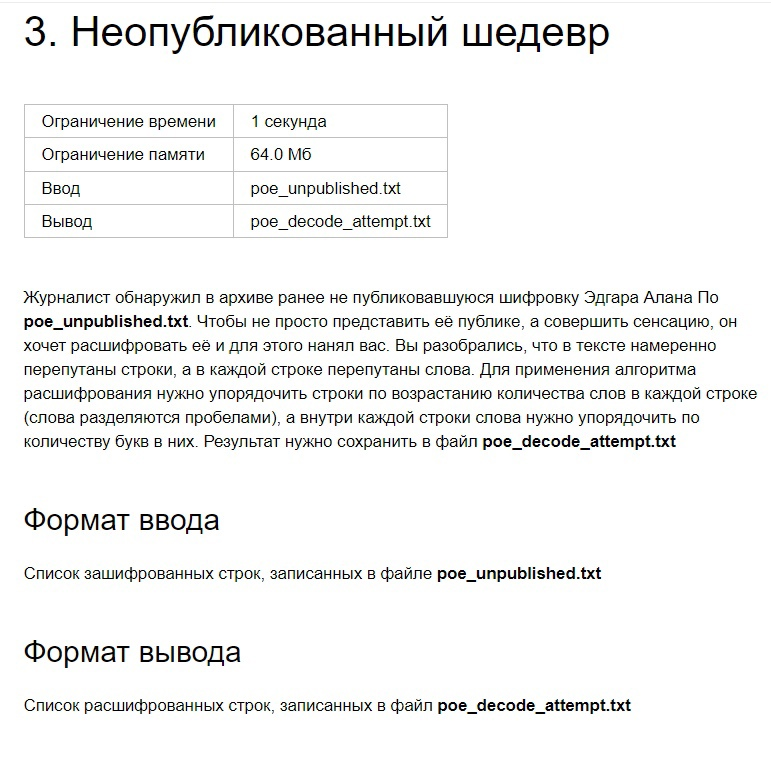 3. Неопубликованный шедевр
Ограничение времени 1 секунда
Ограничение памяти 64.0 Мб
Ввод poe_unpublished.txt
Вывод poe_decode_attempt.txt
Журналист обнаружил в архиве ранее не публиковавшуюся шифровку Эдгара Алана По
poe_unpublished.txt. Чтобы не просто представить её публике, а совершить сенсацию, он
хочет расшифровать её и для этого нанял вас. Вы разобрались, что в тексте намеренно
перепутаны строки, а в каждой строке перепутаны слова. Для применения алгоритма
расшифрования нужно упорядочить строки по возрастанию количества слов в каждой строке
(слова разделяются пробелами), а внутри каждой строки слова нужно упорядочить по
количеству букв в них. Результат нужно сохранить в файл poe_decode_attempt.txt
Формат ввода
Список зашифрованных строк, записанных в файле poe_unpublished.txt
Формат вывода
Список расшифрованных строк, записанных в файл poe_decode_attempt.txt